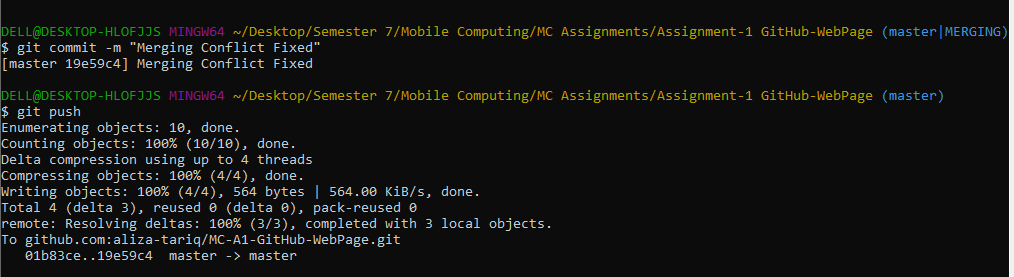 DELL@DESKTOP-HLOFJJS MINGW64 ~/Desktop/Semester 7/Mobile Computing/MC Assignments/Assignment-1 GitHub-WebPage (master|MERGING)
$ git commit -m "Merging Conflict Fixed"
[master 19e59c4] Merging Conflict Fixed
DELL@DESKTOP-HLOFJJS MINGW64 ~/Desktop/Semester 7/Mobile Computing/MC Assignments/Assignment-1 GitHub-WebPage (master)
$ git push
Enumerating objects: 10, done.
Counting objects: 100% (10/10), done.
Delta compression using up to 4 threads
Compressing objects: 100% (4/4), done.
Writing objects: 100% (4/4), 564 bytes | 564.00 KiB/s, done.
Total 4 (delta 3), reused 0 (delta 0), pack-reused 0
remote: Resolving deltas: 100% (3/3), completed with 3 local objects.
To github.com:aliza-tariq/MC-A1-GitHub-WebPage.git
   01b83ce..19e59c4  master -> master